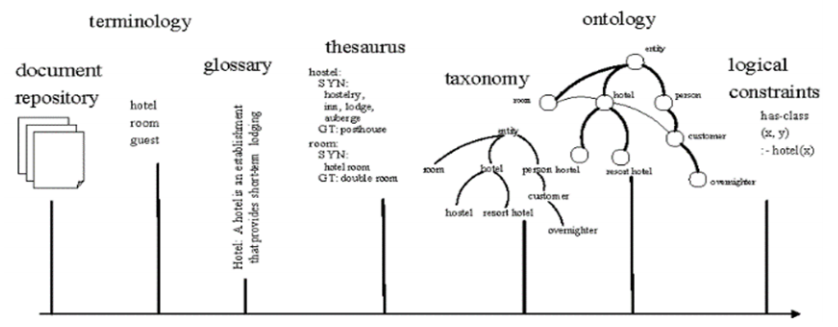 document
repository
terminology
hotel
room
guest
glossary
Hotel: A hotel is an establishment
that provides short-term lodging
thesaurus
hostel:
SYN:
hostelry,
inn, lodge,
auberge
GT: posthouse
room:
SYN:
hotel room
GT: double room
taxonomy
entity
room
hotel
person
hostel
resort hotel
customer
overnighter
ontology
entity
room
hotel
person
customer
hostel
resort hotel
overnighter
logical
constraints
has-class
(x, y)
:- hotel(x)